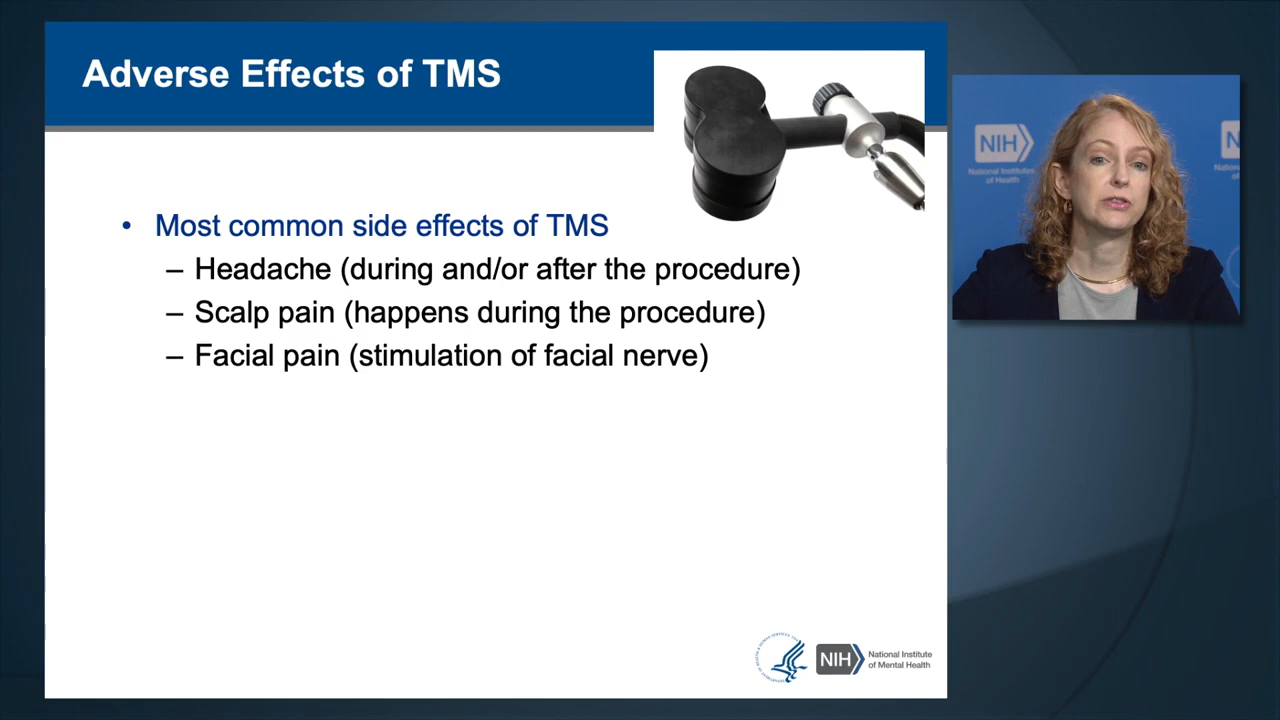 Adverse Effects of TMS
• Most common side effects of TMS
– Headache (during and/or after the procedure)
– Scalp pain (happens during the procedure)
– Facial pain (stimulation of facial nerve)
NIH
National Institutes
of Health
N
NIH
National Institute
of Mental Health